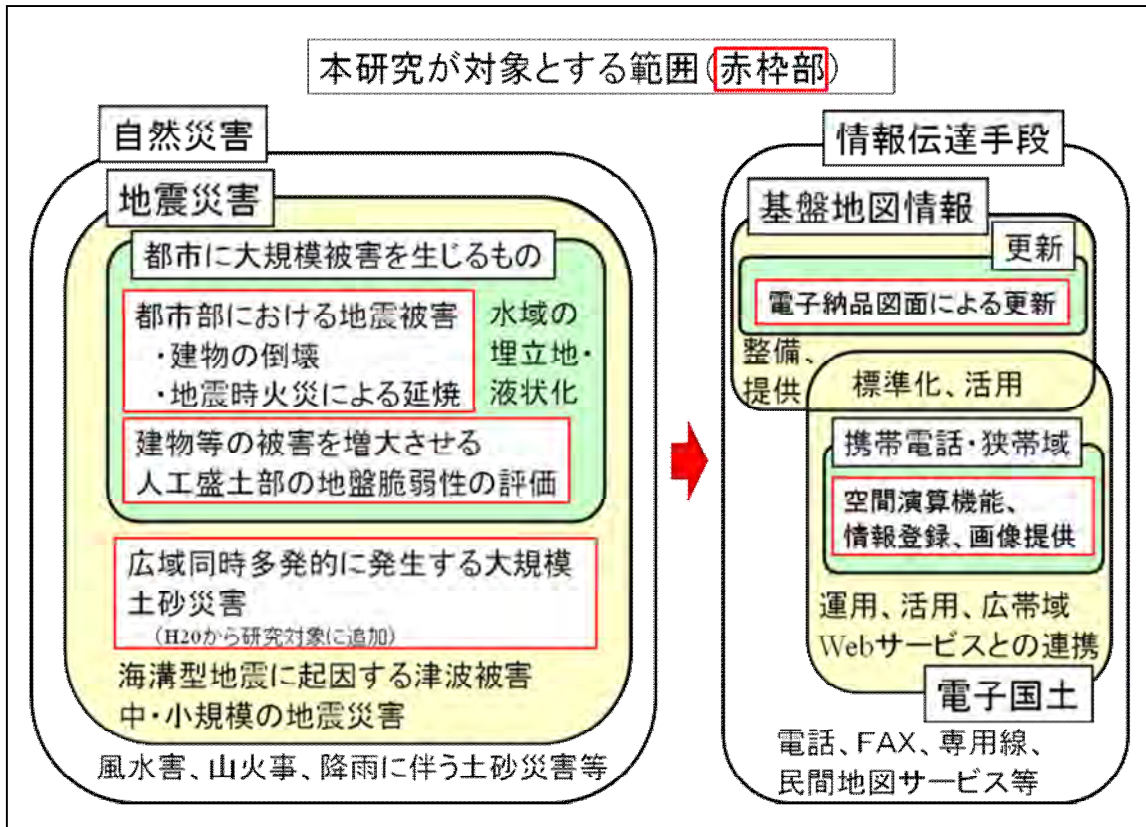 本研究が対象とする範囲(赤枠部)
自然災害
地震災害
都市に大規模被害を生じるもの
都市部における地震被害
・建物の倒壊
・地震時火災による延焼
水域の
埋立地・
液状化
建物等の被害を増大させる
人工盛土部の地盤脆弱性の評価
広域同時多発的に発生する大規模
土砂災害
(H20から研究対象に追加)
海溝型地震に起因する津波被害
中・小規模の地震災害
風水害、山火事、降雨に伴う土砂災害等
情報伝達手段
基盤地図情報
更新
電子納品図面による更新
整備、
提供
標準化、活用
携帯電話・狭帯域
空間演算機能、
情報登録、画像提供
運用、活用、広帯域
Webサービスとの連携
電子国土
電話、FAX、専用線、
民間地図サービス等